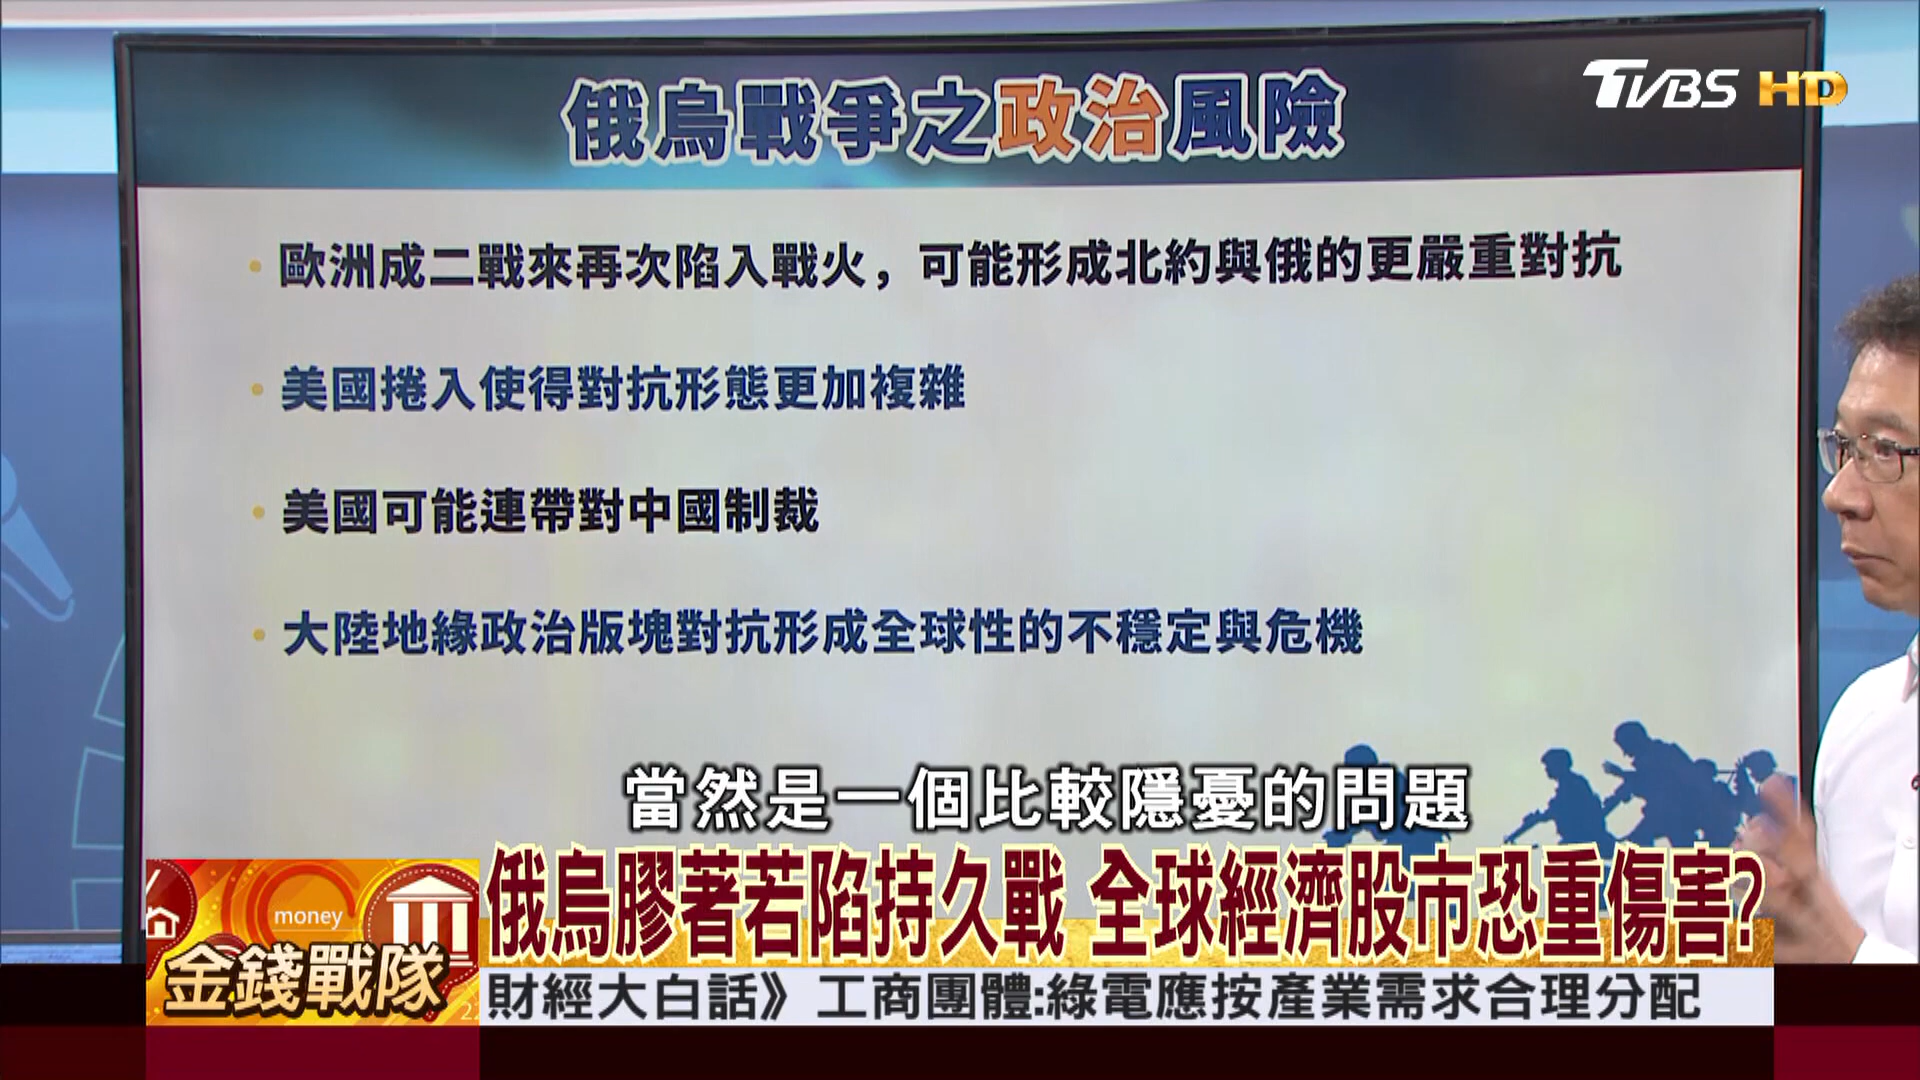 TVBS HD
俄烏戰爭之政治風險
歐洲成二戰來再次陷入戰火，可能形成北約與俄的更嚴重對抗
美國捲入使得對抗形態更加複雜
美國可能連帶對中國制裁
大陸地緣政治版塊對抗形成全球性的不穩定與危機
當然是一個比較隱憂的問題
俄烏膠著若陷持久戰 全球經濟股市恐重傷害?
money
金錢戰隊
財經大白話》工商團體:綠電應按產業需求合理分配